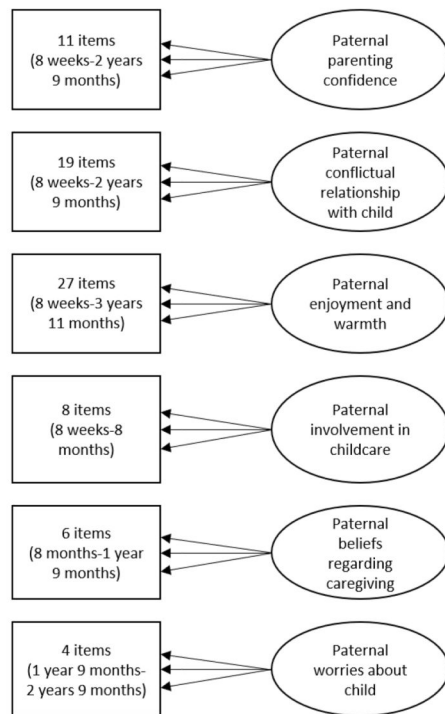 11 items
(8 weeks-2 years
9 months)
Paternal
parenting
confidence
19 items
(8 weeks-2 years
9 months)
Paternal
conflictual
relationship
with child
27 items
(8 weeks-3 years
11 months)
Paternal
enjoyment and
warmth
8 items
(8 weeks-8
months)
Paternal
involvement in
childcare
6 items
(8 months-1 year
9 months)
Paternal
beliefs
regarding
caregiving
4 items
(1 year 9 months-
2 years 9 months)
Paternal
worries about
child